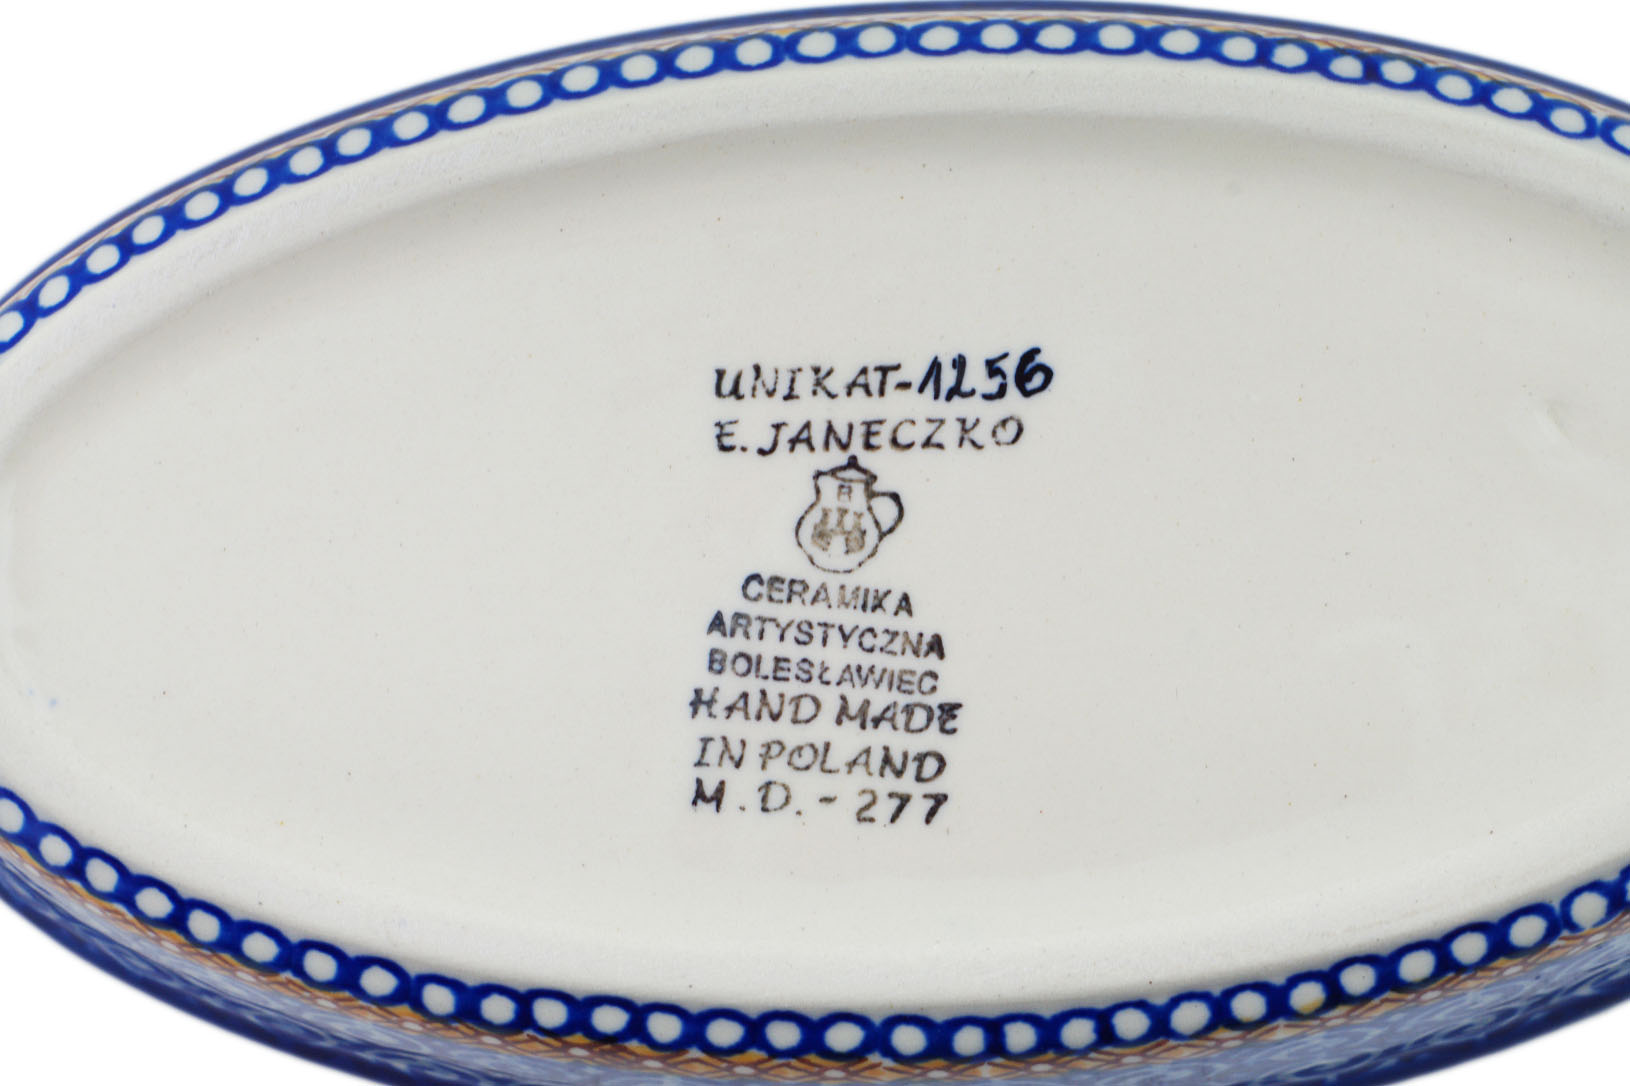 UNIKAT-1256
E. JANECZKO
CERAMIKA
ARTYSTYCZNA
BOLESŁAWIEC
HAND MADE
IN POLAND
M.D.-277